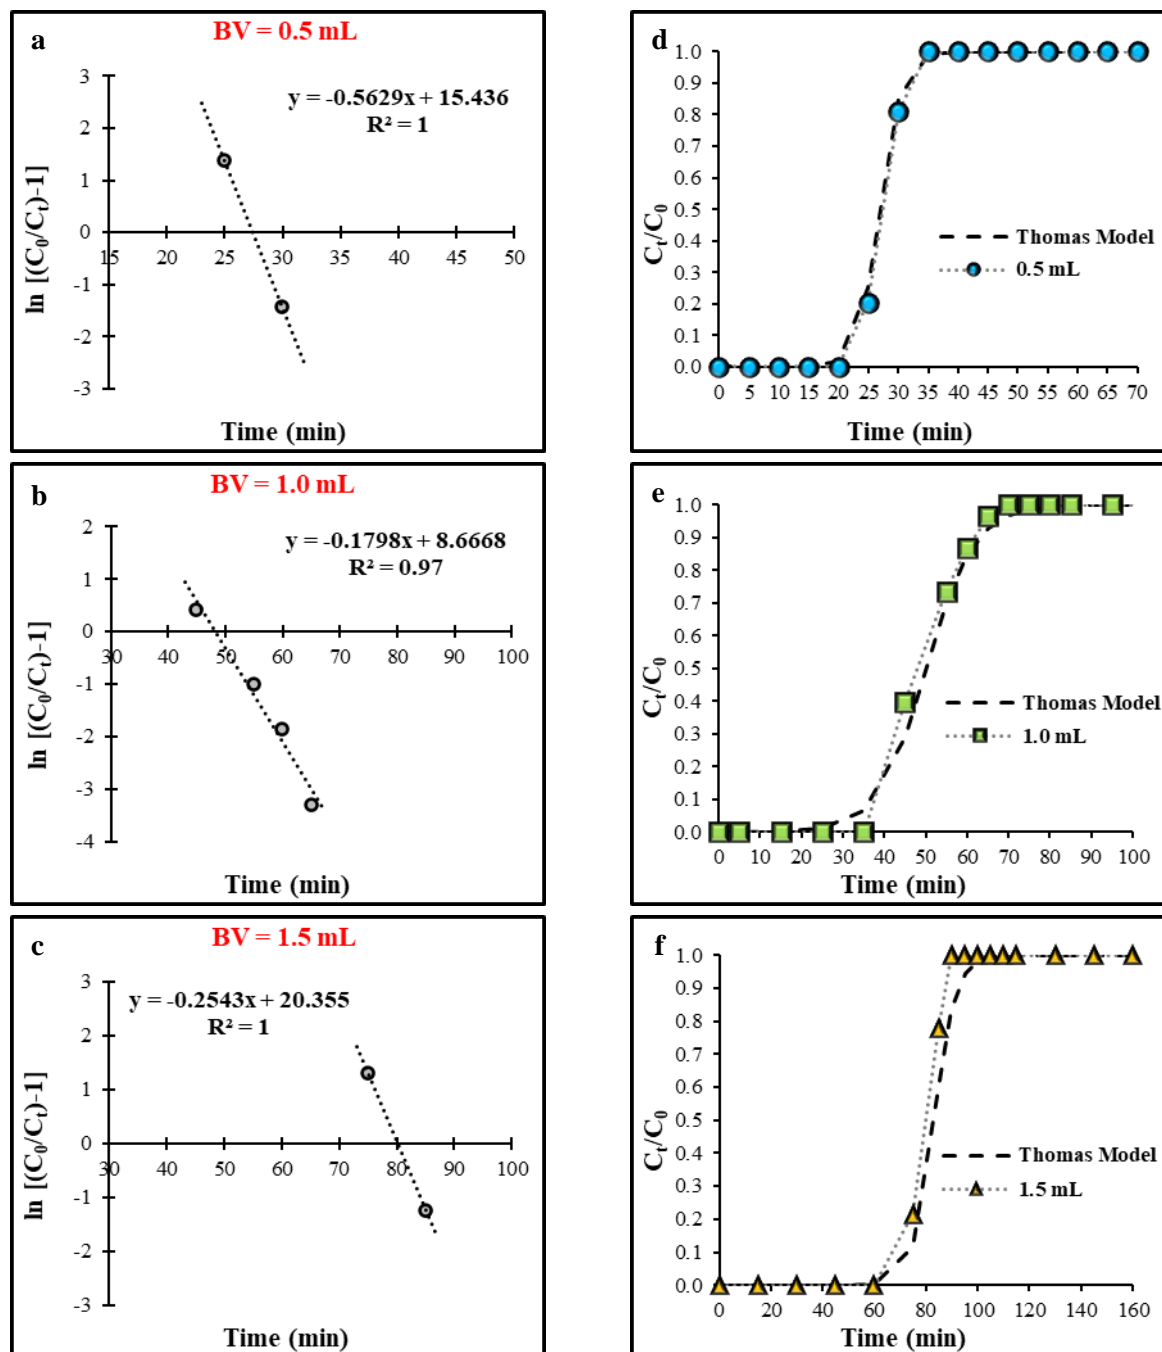 a
BV = 0.5 mL
y = -0.5629x + 15.436
R² = 1
3
2
1
0
-1
-2
-3
15 20 25 30 35 40 45 50
ln [(C₀/Cₜ)-1]
Time (min)
d
1.0
0.9
0.8
0.7
0.6
0.5
0.4
0.3
0.2
0.1
0.0
0 5 10 15 20 25 30 35 40 45 50 55 60 65 70
Cₜ/C₀
Thomas Model
0.5 mL
Time (min)
b
BV = 1.0 mL
y = -0.1798x + 8.6668
R² = 0.97
2
1
0
-1
-2
-3
-4
30 40 50 60 70 80 90 100
ln [(C₀/Cₜ)-1]
Time (min)
e
1.0
0.9
0.8
0.7
0.6
0.5
0.4
0.3
0.2
0.1
0.0
0 10 20 30 40 50 60 70 80 90 100
Cₜ/C₀
Thomas Model
1.0 mL
Time (min)
c
BV = 1.5 mL
y = -0.2543x + 20.355
R² = 1
3
2
1
0
-1
-2
-3
30 40 50 60 70 80 90 100
ln [(C₀/Cₜ)-1]
Time (min)
f
1.0
0.9
0.8
0.7
0.6
0.5
0.4
0.3
0.2
0.1
0.0
0 20 40 60 80 100 120 140 160
Cₜ/C₀
Thomas Model
1.5 mL
Time (min)